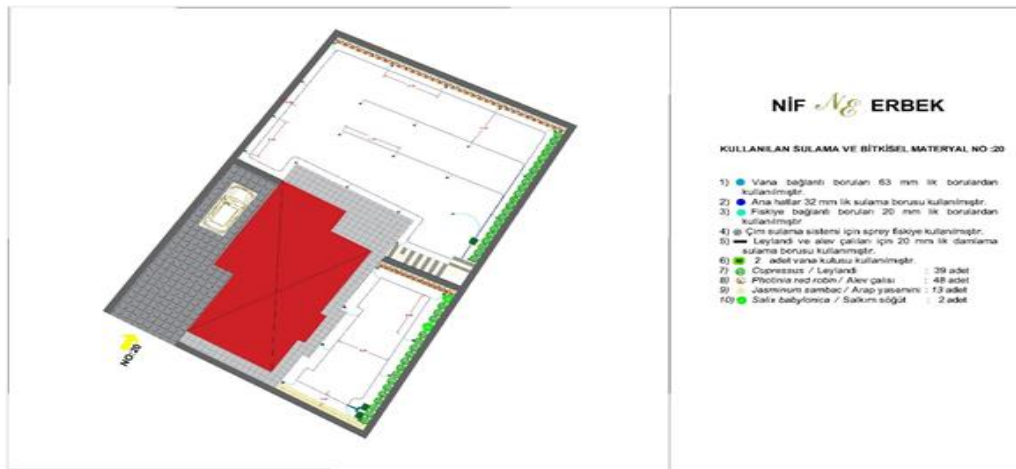 NİF NE ERBEK
KULLANILAN SULAMA VE BİTKİSEL MATERYAL NO :20
1) Vana bağlantı boruları 63 mm lik borulardan
kullanılmıştır.
2) Ana hatlar 32 mm lik sulama borusu kullanılmıştır.
3) Fiskiye bağlantı boruları 20 mm lik borulardan
kullanılmıştır
4) Çim sulama sistemi için sprey fiskiye kullanılmıştır.
5) Leylandi ve alev çalıları için 20 mm lik damlama
sulama borusu kullanılmıştır.
6) 2 adet vana kutusu kullanılmıştır.
7) Cupressus / Leylandi : 39 adet
8) Photinia red robin / Alev çalısı : 48 adet
9) Jasminum sambac / Arap yasemini : 13 adet
10) Salix babylonica / Salkım söğüt : 2 adet
NO:20